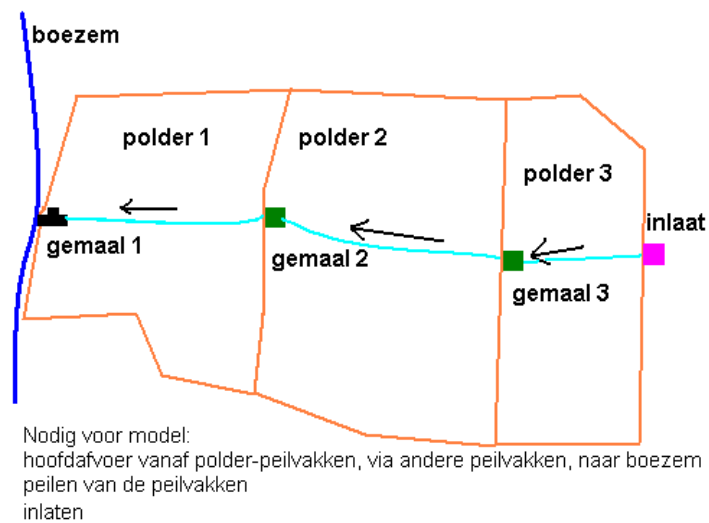 boezem
polder 1
polder 2
polder 3
inlaat
gemaal 1
gemaal 2
gemaal 3
Nodig voor model:
hoofdafvoer vanaf polder-peilvakken, via andere peilvakken, naar boezem
peilen van de peilvakken
inlaten